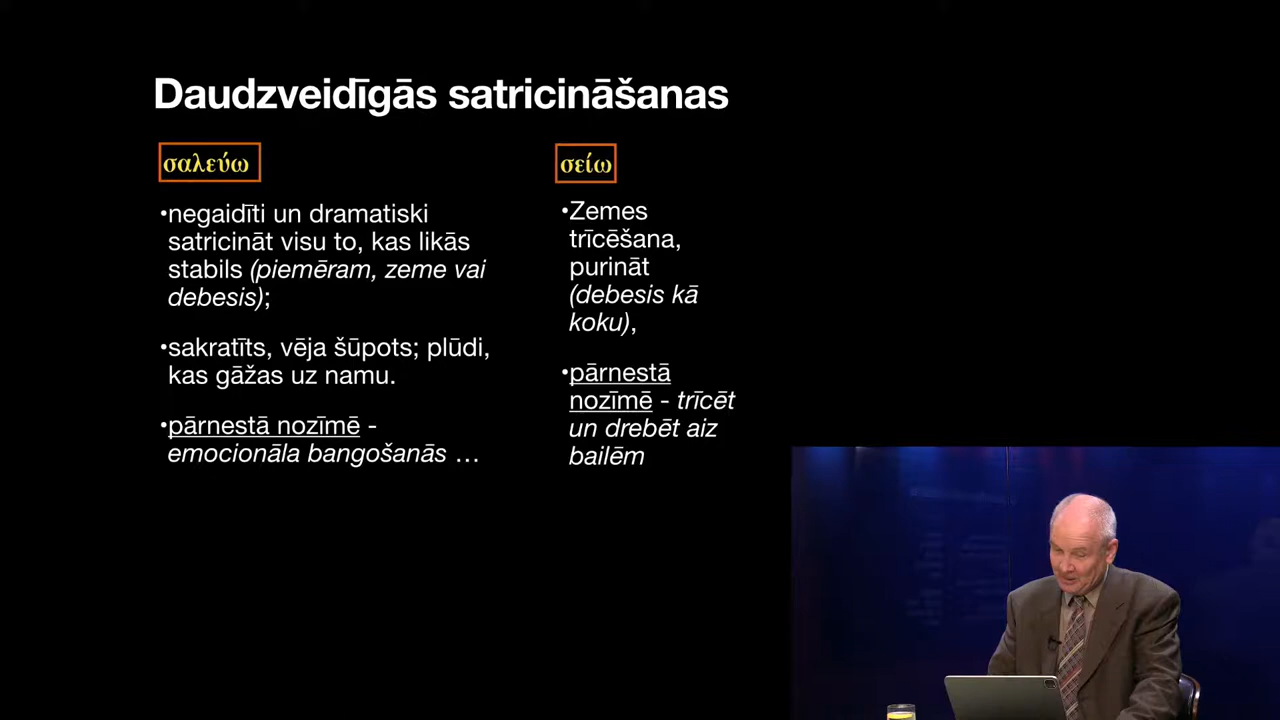 Daudzveidīgās satricināšanas
σαλεύω
•negaidīti un dramatiski
satricināt visu to, kas likās
stabils (piemēram, zeme vai
debesis);
•sakratīts, vēja šūpots; plūdi,
kas gāžas uz namu.
•pārnestā nozīmē -
emocionāla bangošanās …
σείω
•Zemes
trīcēšana,
purināt
(debesis kā
koku),
•pārnestā
nozīmē - trīcēt
un drebēt aiz
bailēm